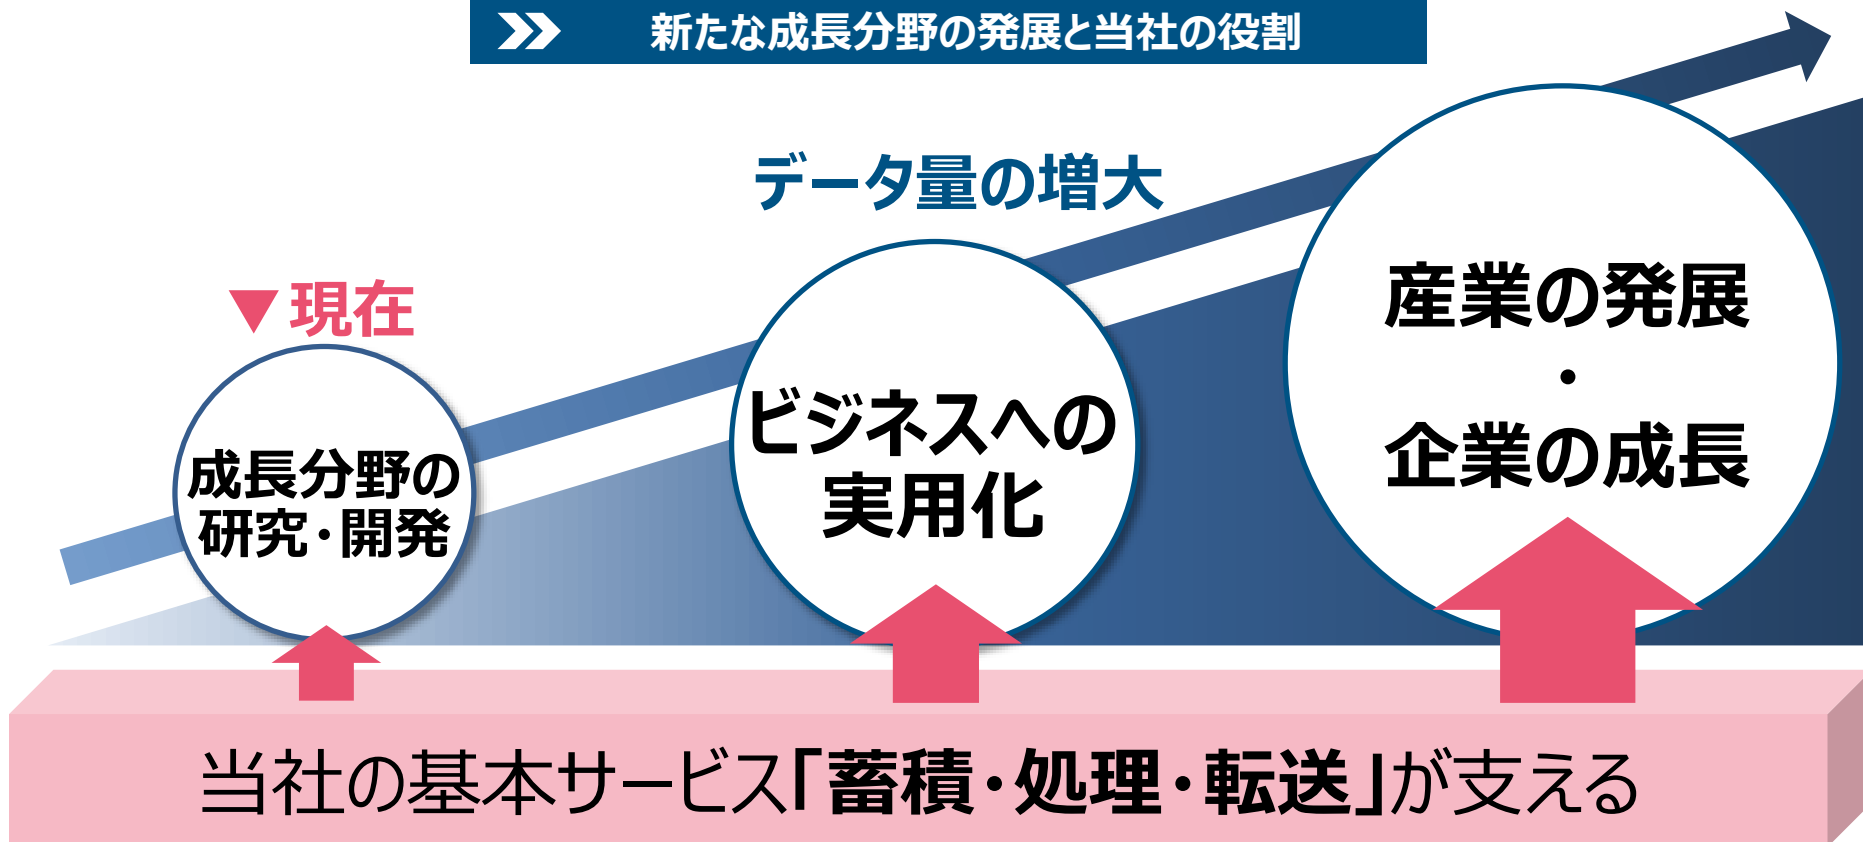 新たな成長分野の発展と当社の役割
データ量の増大
▼現在
成長分野の
研究・開発
ビジネスへの
実用化
産業の発展
・
企業の成長
当社の基本サービス「蓄積・処理・転送」が支える